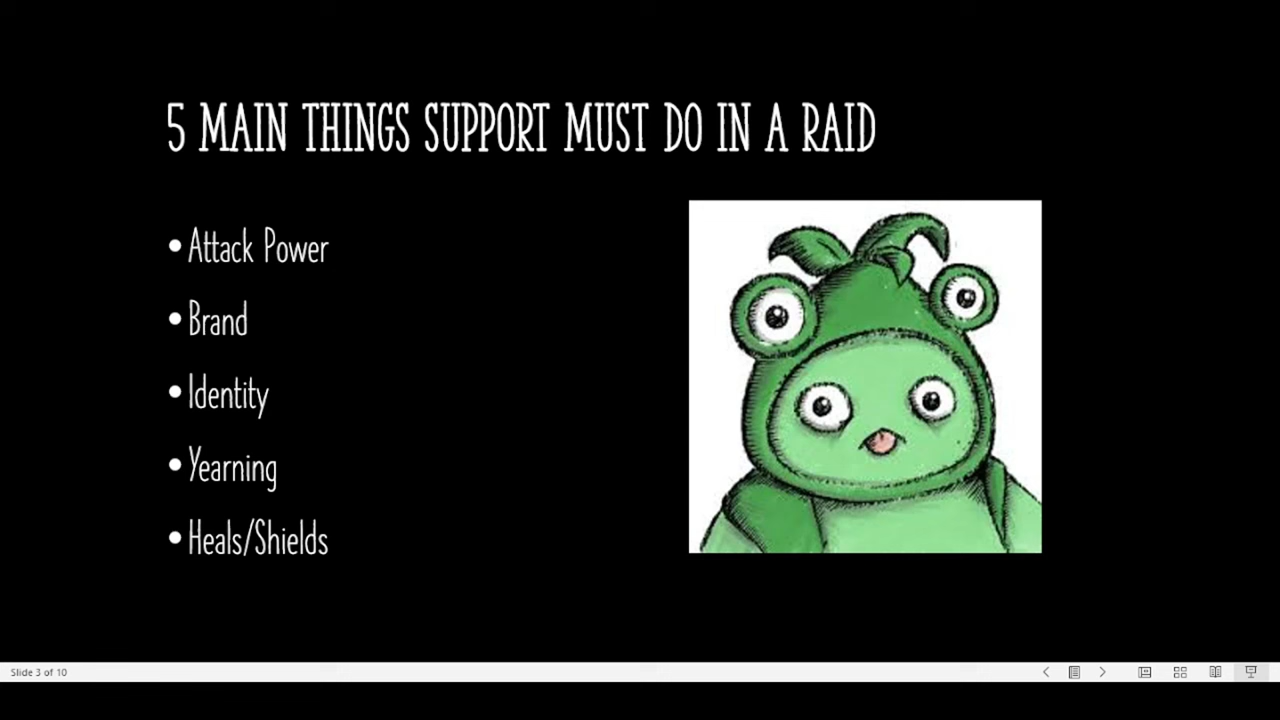 5 MAIN THINGS SUPPORT MUST DO IN A RAID
• Attack Power
• Brand
• Identity
• Yearning
• Heals/Shields
Slide 3 of 10